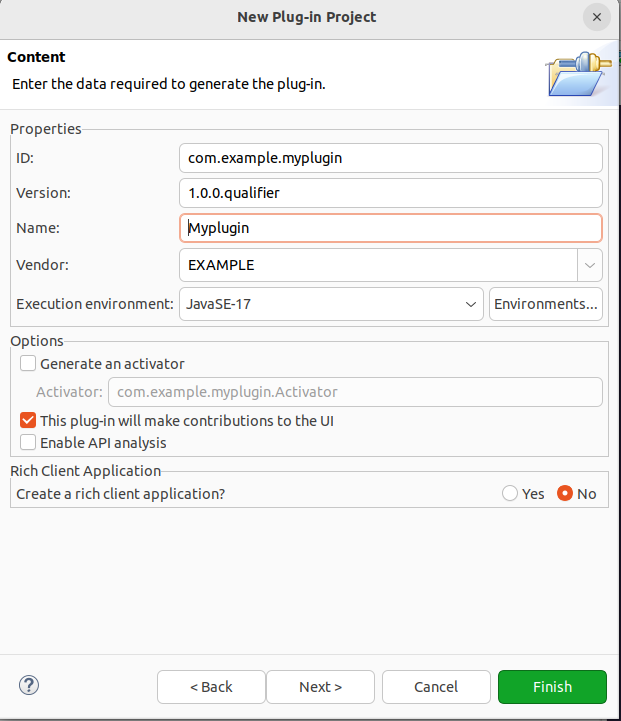 New Plug-in Project
Content
Enter the data required to generate the plug-in.
Properties
ID: com.example.myplugin
Version: 1.0.0.qualifier
Name: Myplugin
Vendor: EXAMPLE
Execution environment: JavaSE-17 Environments...
Options
Generate an activator
Activator: com.example.myplugin.Activator
This plug-in will make contributions to the UI
Enable API analysis
Rich Client Application
Create a rich client application? Yes No
< Back Next > Cancel Finish